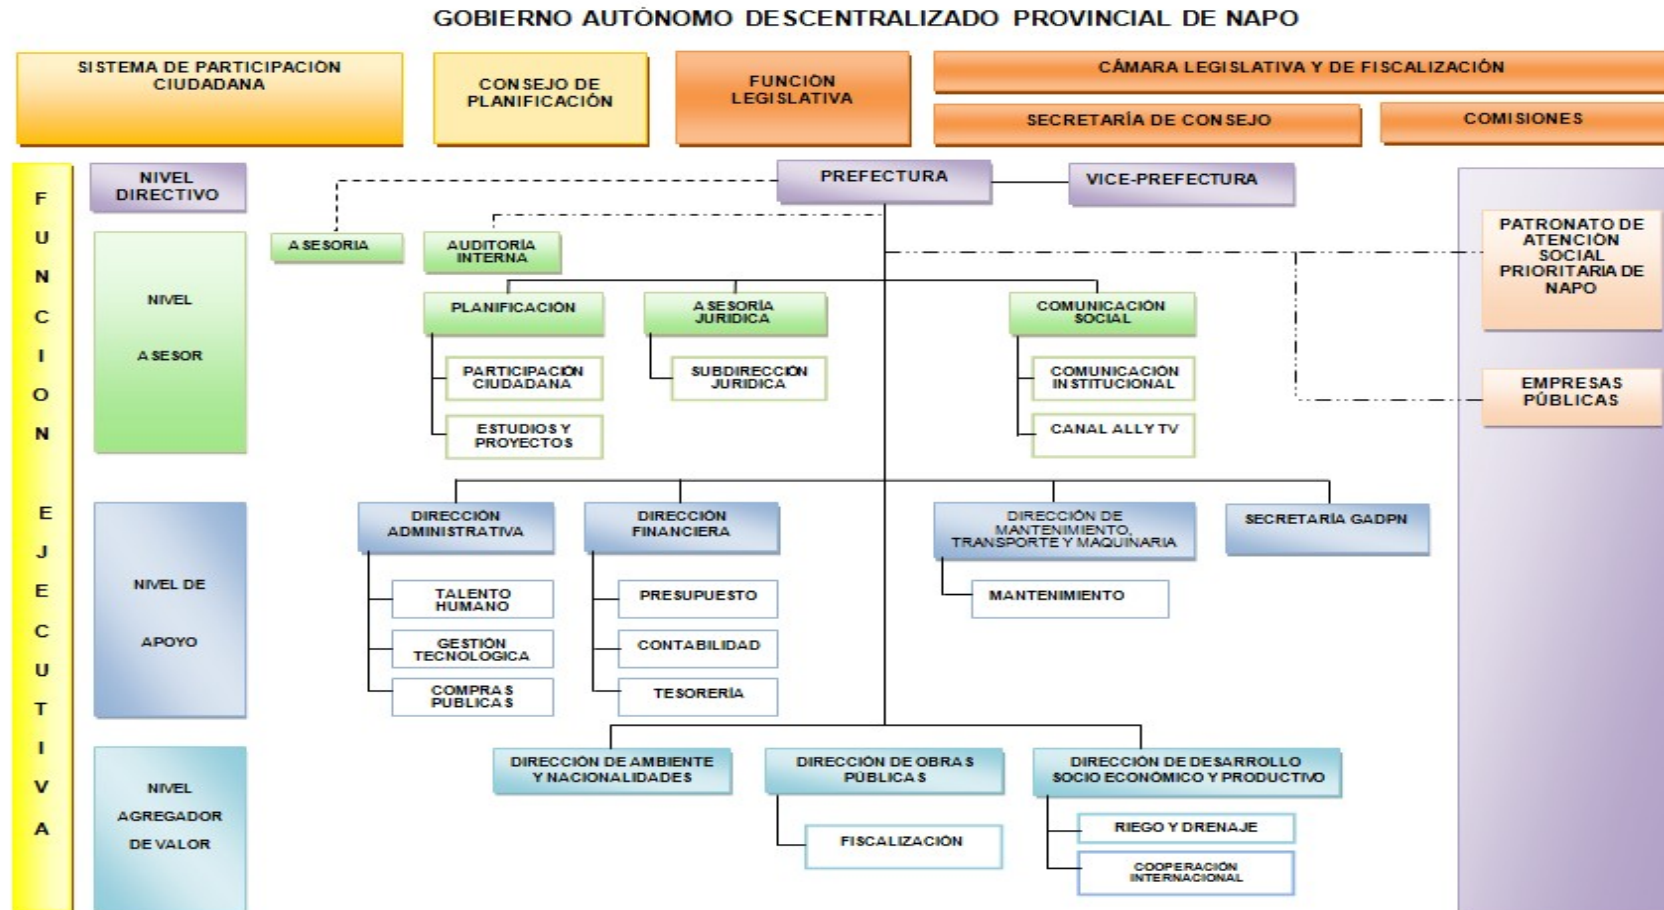 GOBIERNO AUTÓNOMO DESCENTRALIZADO PROVINCIAL DE NAPO
SISTEMA DE PARTICIPACIÓN
CIUDADANA
CONSEJO DE
PLANIFICACIÓN
FUNCIÓN
LEGISLATIVA
CÁMARA LEGISLATIVA Y DE FISCALIZACIÓN
SECRETARÍA DE CONSEJO
COMISIONES
FUNCION EJECUTIVA
NIVEL
DIRECTIVO
PREFECTURA
VICE-PREFECTURA
NIVEL
ASESOR
ASESORIA
AUDITORÍA
INTERNA
PATRONATO DE
ATENCIÓN
SOCIAL
PRIORITARIA DE
NAPO
PLANIFICACIÓN
ASESORÍA
JURIDICA
COMUNICACIÓN
SOCIAL
PARTICIPACIÓN
CIUDADANA
SUBDIRECCIÓN
JURIDICA
COMUNICACIÓN
INSTITUCIONAL
EMPRESAS
PÚBLICAS
ESTUDIOS Y
PROYECTOS
CANAL ALLY TV
NIVEL DE
APOYO
DIRECCIÓN
ADMINISTRATIVA
DIRECCIÓN
FINANCIERA
DIRECCIÓN DE
MANTENIMIENTO,
TRANSPORTE Y MAQUINARIA
SECRETARÍA GADPN
TALENTO
HUMANO
PRESUPUESTO
MANTENIMIENTO
GESTIÓN
TECNOLOGICA
CONTABILIDAD
COMPRAS
PUBLICAS
TESORERÍA
NIVEL
AGREGADOR
DE VALOR
DIRECCIÓN DE AMBIENTE
Y NACIONALIDADES
DIRECCIÓN DE OBRAS
PÚBLICAS
DIRECCIÓN DE DESARROLLO
SOCIO ECONÓMICO Y PRODUCTIVO
FISCALIZACIÓN
RIEGO Y DRENAJE
COOPERACIÓN
INTERNACIONAL